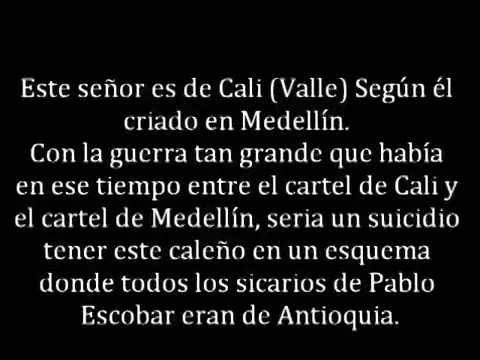 Este señor es de Cali (Valle) Según él
criado en Medellín.
Con la guerra tan grande que había
en ese tiempo entre el cartel de Cali y
el cartel de Medellín, seria un suicidio
tener este caleño en un esquema
donde todos los sicarios de Pablo
Escobar eran de Antioquia.